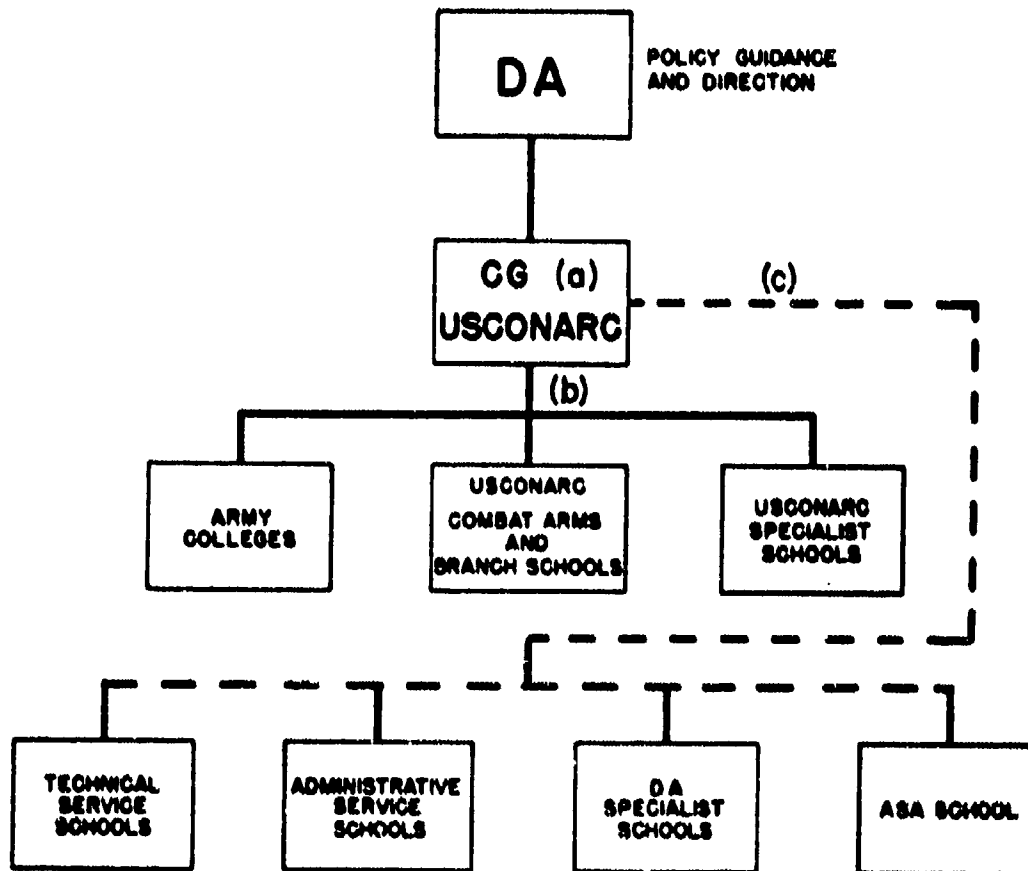 DA
POLICY GUIDANCE
AND DIRECTION
CG (a)
USCONARC
(c)
(b)
ARMY
COLLEGES
USCONARC
COMBAT ARMS
AND
BRANCH SCHOOLS
USCONARC
SPECIALIST
SCHOOLS
TECHNICAL
SERVICE
SCHOOLS
ADMINISTRATIVE
SERVICE
SCHOOLS
DA
SPECIALIST
SCHOOLS
ASA SCHOOL